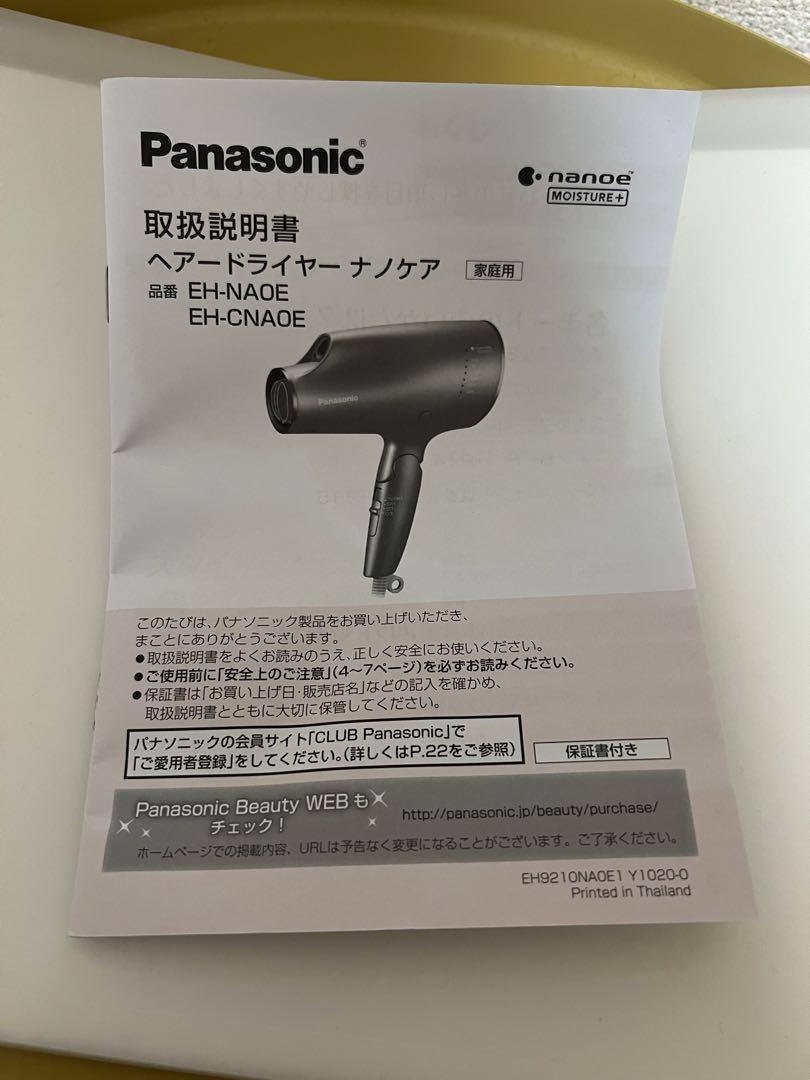 Panasonic®
nanoe™
MOISTURE+
取扱説明書
ヘアードライヤー ナノケア 家庭用
品番 EH-NA0E
EH-CNA0E
Panasonic
このたびは、パナソニック製品をお買い上げいただき、
まことにありがとうございます。
●取扱説明書をよくお読みのうえ、正しく安全にお使いください。
●ご使用前に「安全上のご注意」(4~7ページ)を必ずお読みください。
●保証書は「お買い上げ日・販売店名」などの記入を確かめ、
取扱説明書とともに大切に保管してください。
パナソニックの会員サイト「CLUB Panasonic」で
「ご愛用者登録」をしてください。(詳しくはP.22をご参照)
保証書付き
Panasonic Beauty WEBも
チェック!
http://panasonic.jp/beauty/purchase/
ホームページでの掲載内容、URLは予告なく変更になることがございます。ご了承ください。
EH9210NA0E1 Y1020-0
Printed in Thailand